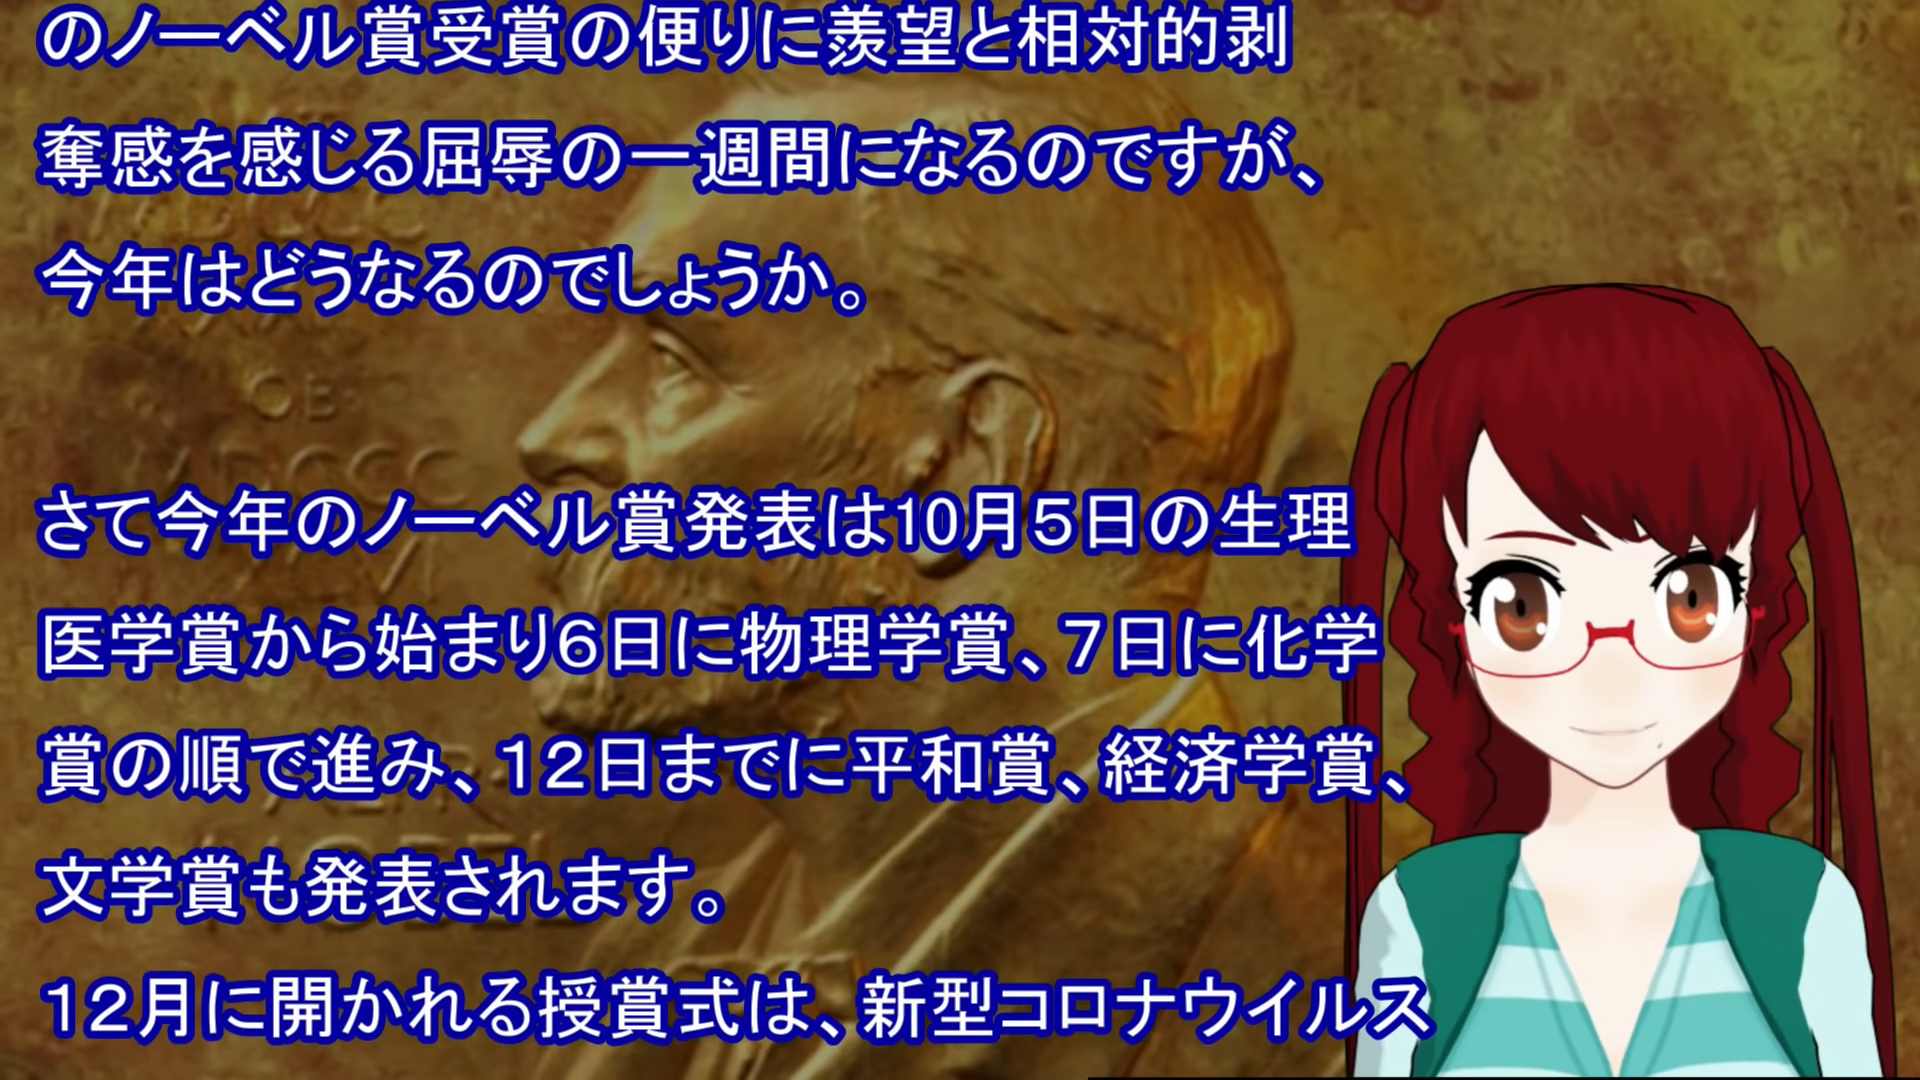 のノーベル賞受賞の便りに羨望と相対的剥
奪感を感じる屈辱の一週間になるのですが、
今年はどうなるのでしょうか。
さて今年のノーベル賞発表は10月５日の生理
医学賞から始まり６日に物理学賞、７日に化学
賞の順で進み、１２日までに平和賞、経済学賞、
文学賞も発表されます。
１２月に開かれる授賞式は、新型コロナウイルス
OB